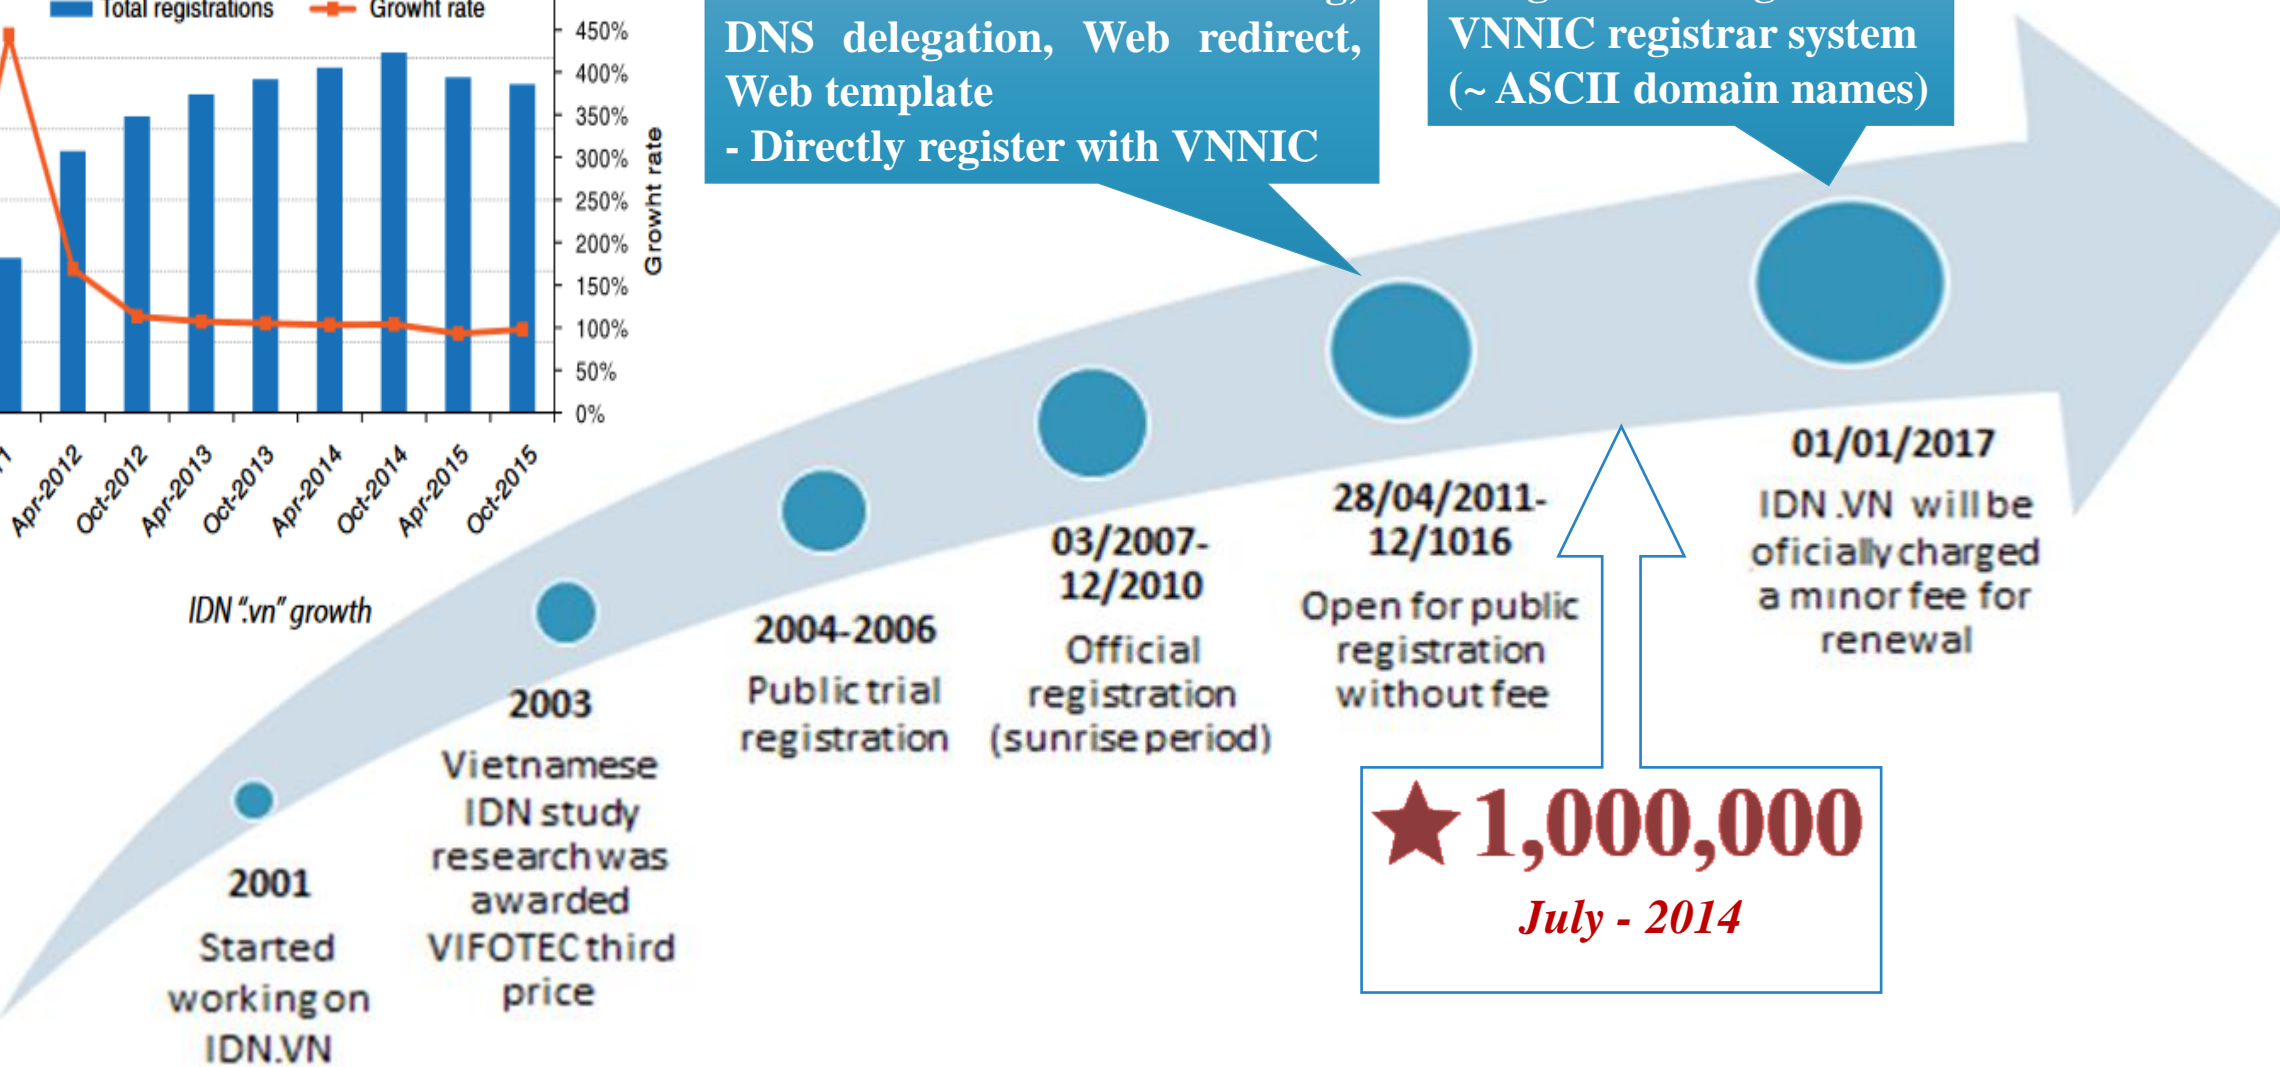 Total registrations
Growht rate
450%
400%
350%
300%
250%
200%
150%
100%
50%
0%
Growht rate
Apr-2012
Oct-2012
Apr-2013
Oct-2013
Apr-2014
Oct-2014
Apr-2015
Oct-2015
IDN ".vn" growth
DNS delegation, Web redirect,
Web template
- Directly register with VNNIC
VNNIC registrar system
(~ ASCII domain names)
2001
Started
working on
IDN.VN
2003
Vietnamese
IDN study
research was
awarded
VIFOTEC third
price
2004-2006
Public trial
registration
03/2007-
12/2010
Official
registration
(sunrise period)
28/04/2011-
12/1016
Open for public
registration
without fee
01/01/2017
IDN.VN will be
oficially charged
a minor fee for
renewal
1,000,000
July - 2014